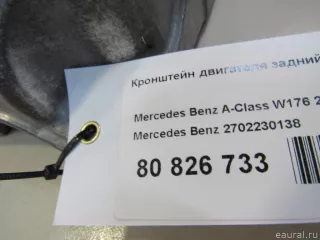 Кронштейн двигателя задний
Mercedes Benz A-Class W176 2
Mercedes Benz 2702230138
80 826 733
eaural.ru